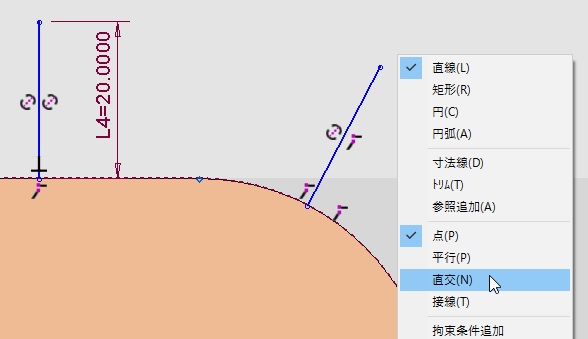 L4=20.0000
直線(L)
矩形(R)
円(C)
円弧(A)
寸法線(D)
ﾄﾘﾑ(T)
参照追加(A)
点(P)
平行(P)
直交(N)
接線(T)
拘束条件追加